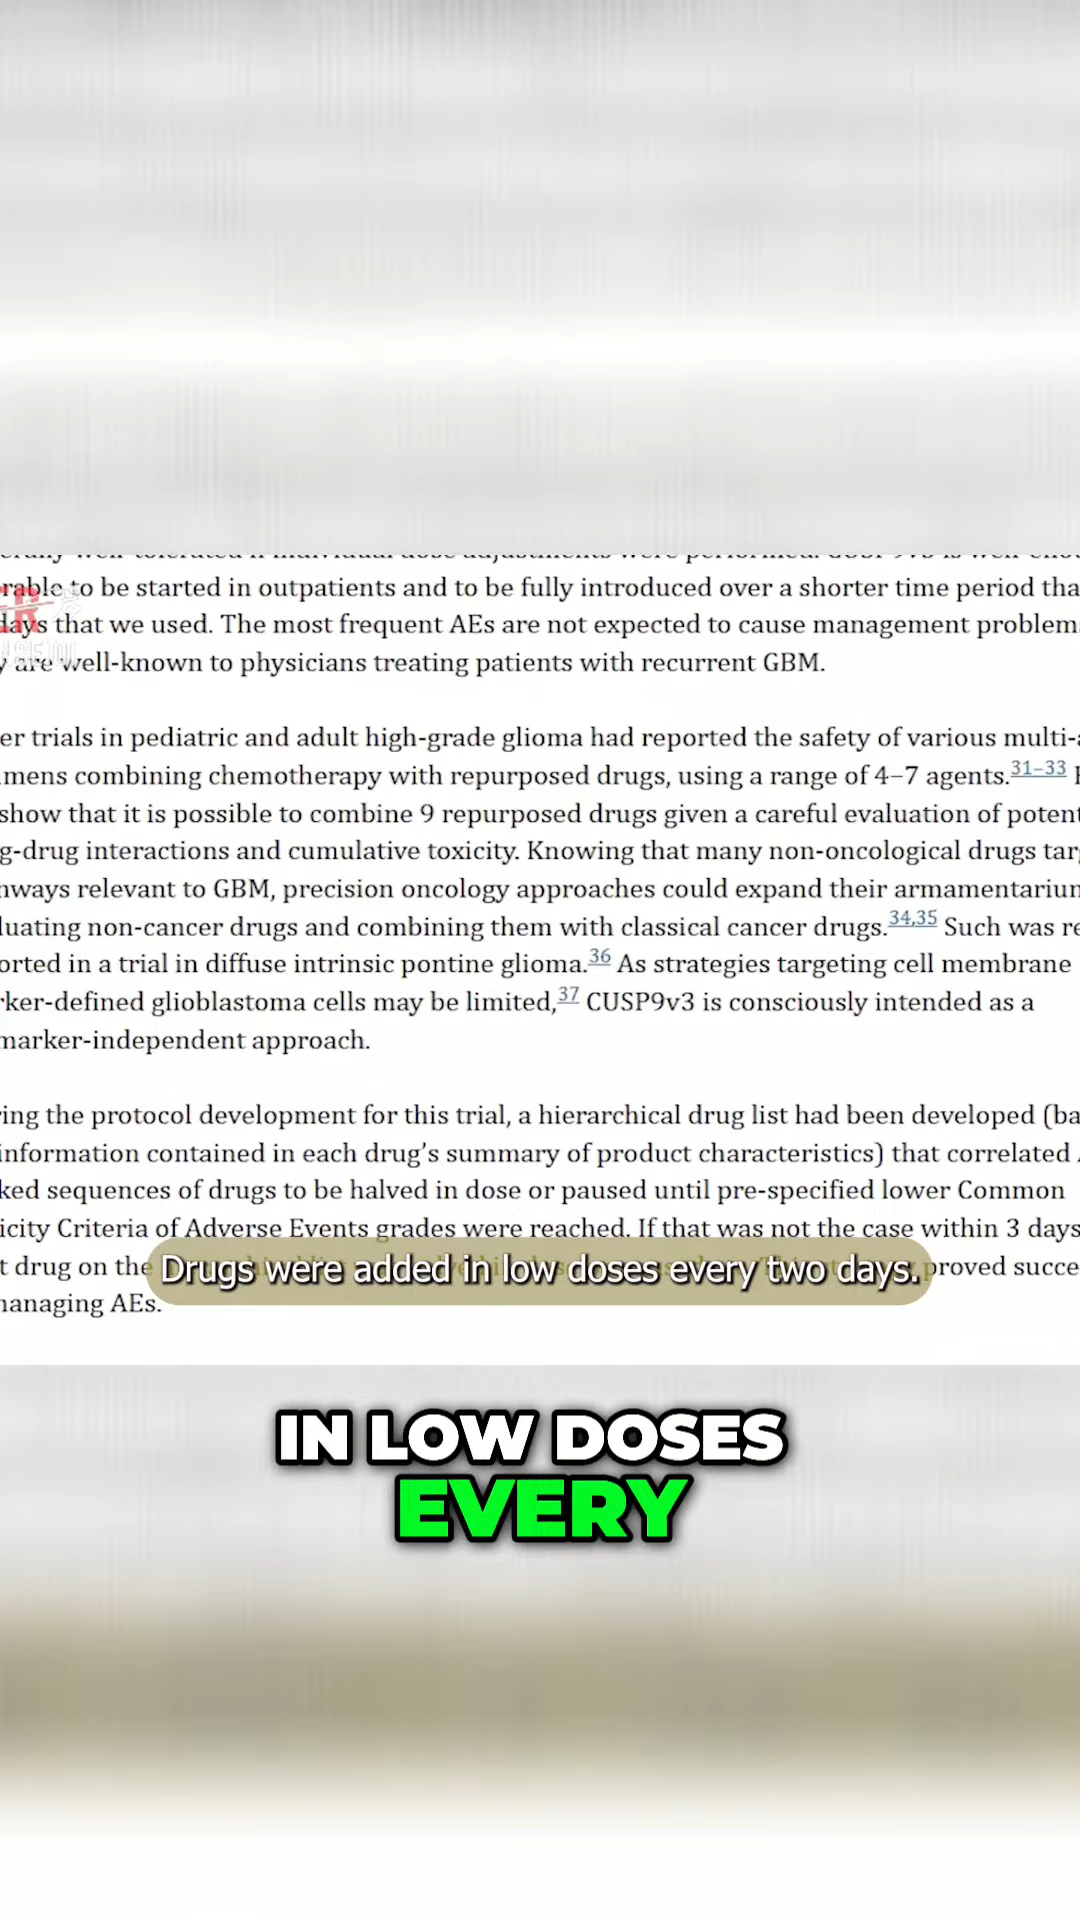 rable to be started in outpatients and to be fully introduced over a shorter time period tha
days that we used. The most frequent AEs are not expected to cause management problem
y are well-known to physicians treating patients with recurrent GBM.
er trials in pediatric and adult high-grade glioma had reported the safety of various multi-a
mens combining chemotherapy with repurposed drugs, using a range of 4–7 agents.31–33
show that it is possible to combine 9 repurposed drugs given a careful evaluation of potent
g-drug interactions and cumulative toxicity. Knowing that many non-oncological drugs targ
nways relevant to GBM, precision oncology approaches could expand their armamentarium
luating non-cancer drugs and combining them with classical cancer drugs.34,35 Such was re
orted in a trial in diffuse intrinsic pontine glioma.36 As strategies targeting cell membrane
ker-defined glioblastoma cells may be limited,37 CUSP9v3 is consciously intended as a
marker-independent approach.
ring the protocol development for this trial, a hierarchical drug list had been developed (ba
information contained in each drug's summary of product characteristics) that correlated
ked sequences of drugs to be halved in dose or paused until pre-specified lower Common
icity Criteria of Adverse Events grades were reached. If that was not the case within 3 days
t drug on the
Drugs were added in low doses every two days.
proved succe
nanaging AEs.
IN LOW DOSES
EVERY